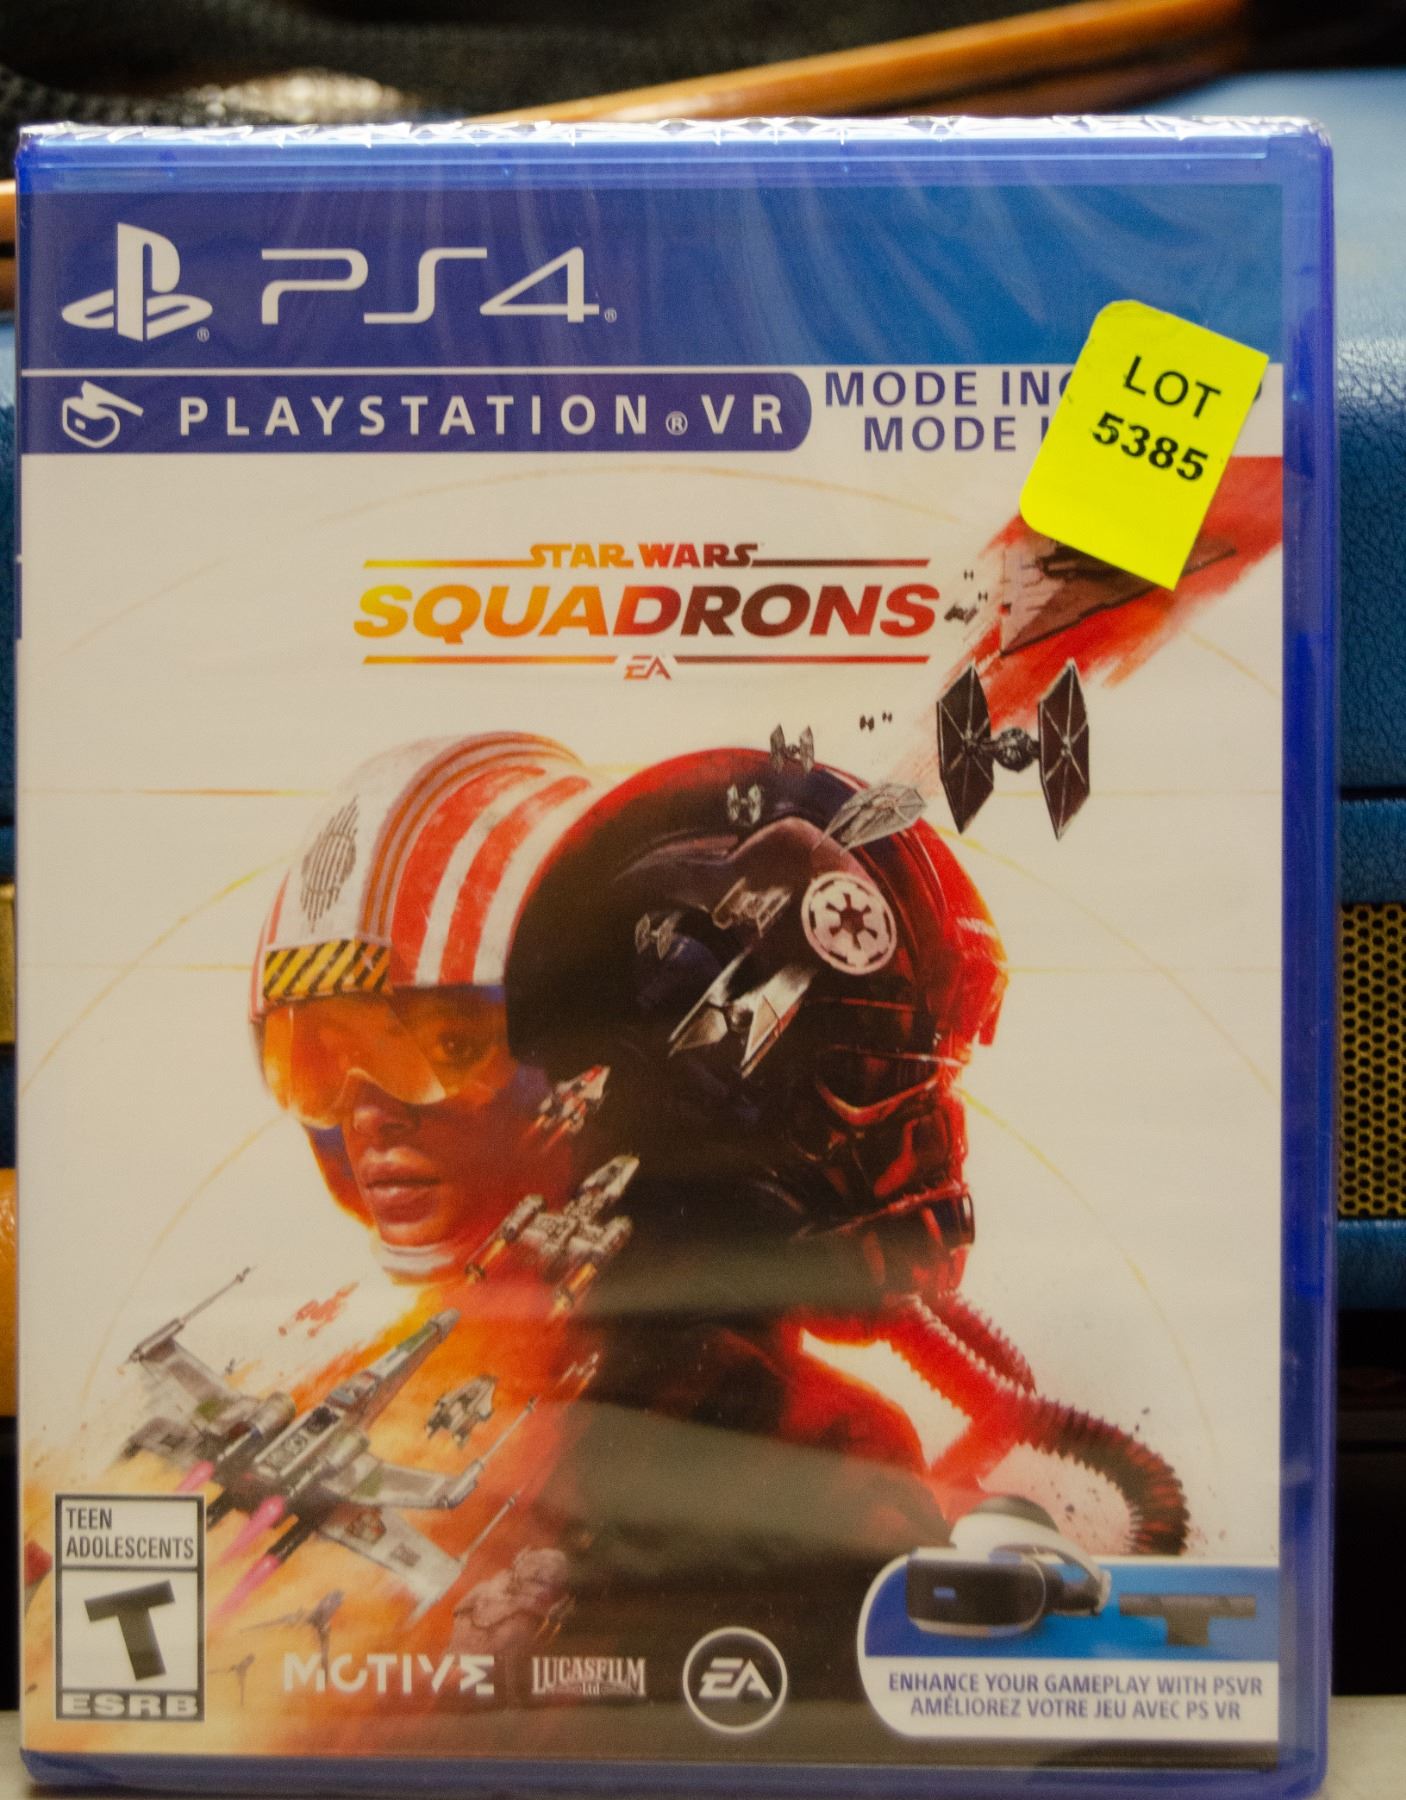 PS4
PLAYSTATION®VR
MODE
MODE
LOT
5385
STAR WARS
SQUADRONS
EA
TEEN
ADOLESCENTS
T
ESRB
MOTIVE
LUCASFILM
Ltd
EA
ENHANCE YOUR GAMEPLAY WITH PSVR
AMÉLIOREZ VOTRE JEU AVEC PS VR